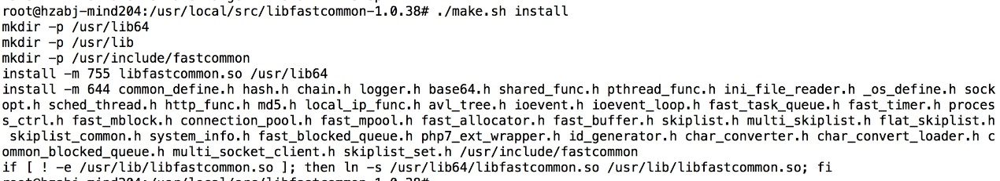 root@hzabj-mind204:/usr/local/src/libfastcommon-1.0.38# ./make.sh install
mkdir -p /usr/lib64
mkdir -p /usr/lib
mkdir -p /usr/include/fastcommon
install -m 755 libfastcommon.so /usr/lib64
install -m 644 common_define.h hash.h chain.h logger.h base64.h shared_func.h pthread_func.h ini_file_reader.h _os_define.h sock
opt.h sched_thread.h http_func.h md5.h local_ip_func.h avl_tree.h ioevent.h ioevent_loop.h fast_task_queue.h fast_timer.h proces
s_ctrl.h fast_mblock.h connection_pool.h fast_mpool.h fast_allocator.h fast_buffer.h skiplist.h multi_skiplist.h flat_skiplist.h
 skiplist_common.h system_info.h fast_blocked_queue.h php7_ext_wrapper.h id_generator.h char_converter.h char_convert_loader.h c
ommon_blocked_queue.h multi_socket_client.h skiplist_set.h /usr/include/fastcommon
if [ ! -e /usr/lib/libfastcommon.so ]; then ln -s /usr/lib64/libfastcommon.so /usr/lib/libfastcommon.so; fi